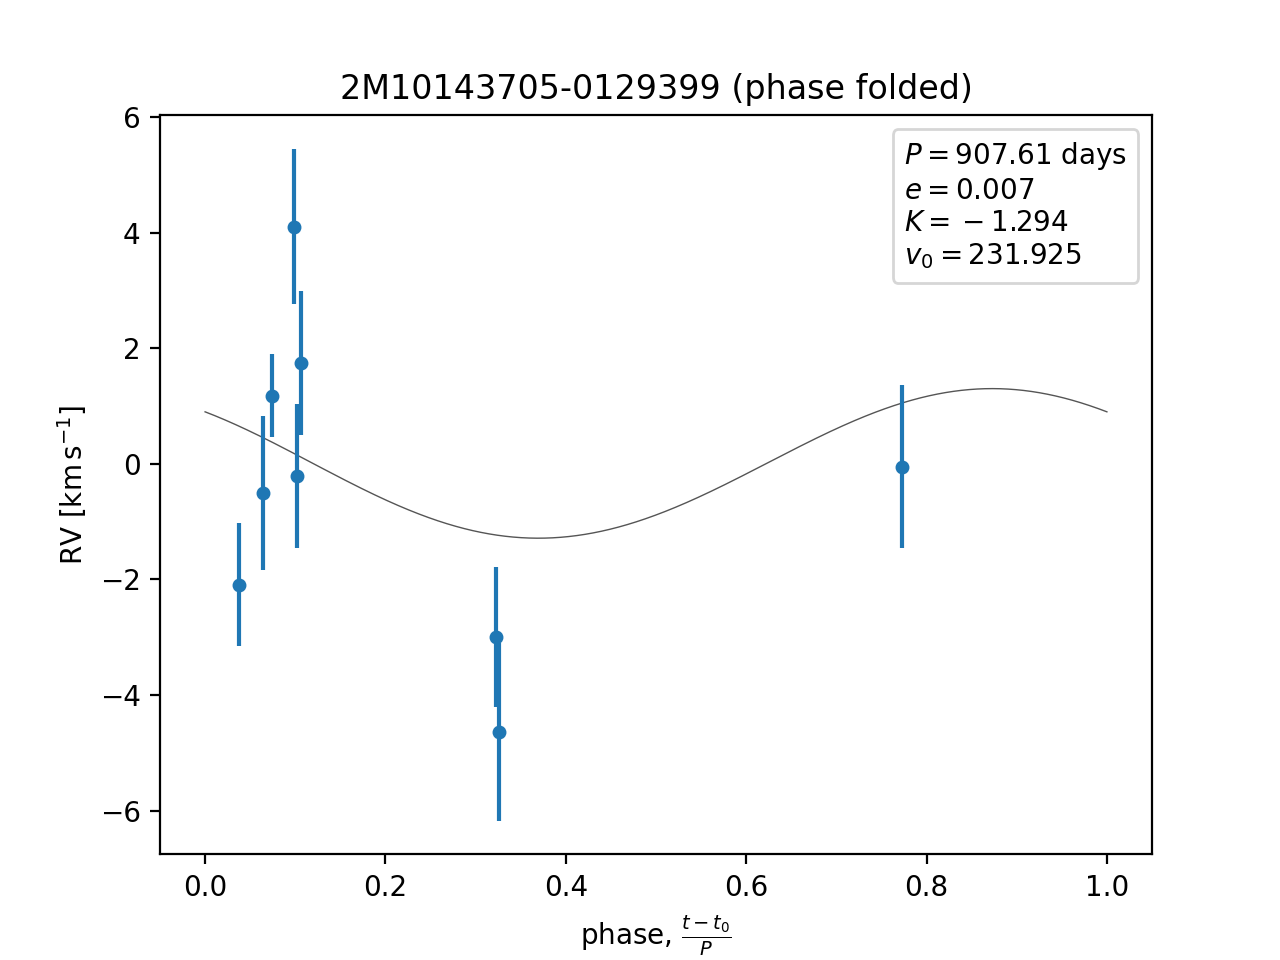 2M10143705-0129399 (phase folded)
P = 907.61 days
e = 0.007
K = −1.294
v₀ = 231.925
6
4
2
0
−2
−4
−6
RV [km s⁻¹]
0.0 0.2 0.4 0.6 0.8 1.0
phase, (t − t₀)/P